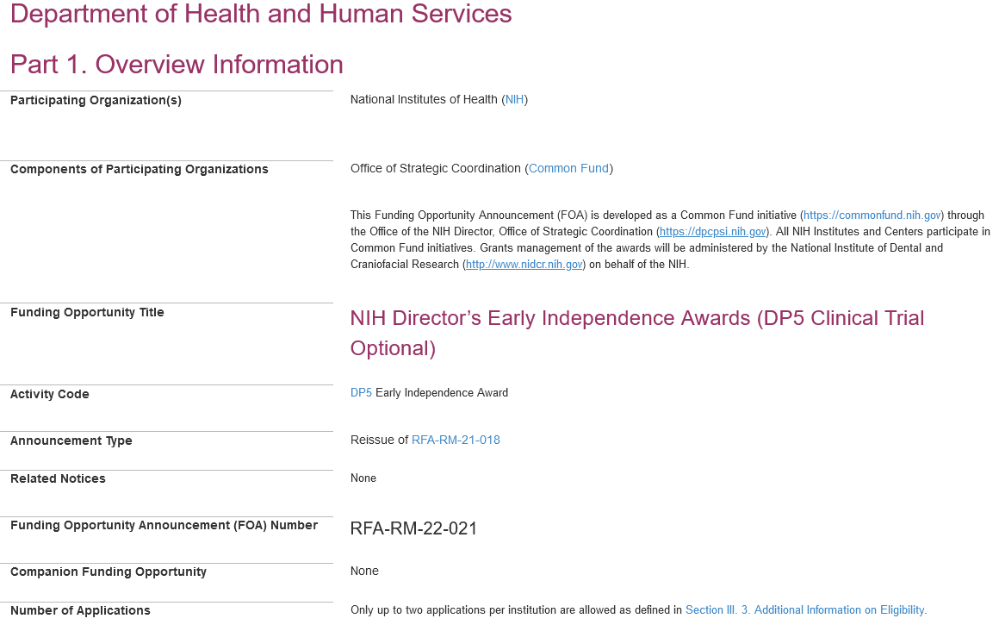 Department of Health and Human Services
Part 1. Overview Information
Participating Organization(s)
National Institutes of Health (NIH)
Components of Participating Organizations
Office of Strategic Coordination (Common Fund)
This Funding Opportunity Announcement (FOA) is developed as a Common Fund initiative (https://commonfund.nih.gov) through
the Office of the NIH Director, Office of Strategic Coordination (https://dpcpsi.nih.gov). All NIH Institutes and Centers participate in
Common Fund initiatives. Grants management of the awards will be administered by the National Institute of Dental and
Craniofacial Research (http://www.nidcr.nih.gov) on behalf of the NIH.
Funding Opportunity Title
NIH Director’s Early Independence Awards (DP5 Clinical Trial
Optional)
Activity Code
DP5 Early Independence Award
Announcement Type
Reissue of RFA-RM-21-018
Related Notices
None
Funding Opportunity Announcement (FOA) Number
RFA-RM-22-021
Companion Funding Opportunity
None
Number of Applications
Only up to two applications per institution are allowed as defined in Section III. 3. Additional Information on Eligibility.